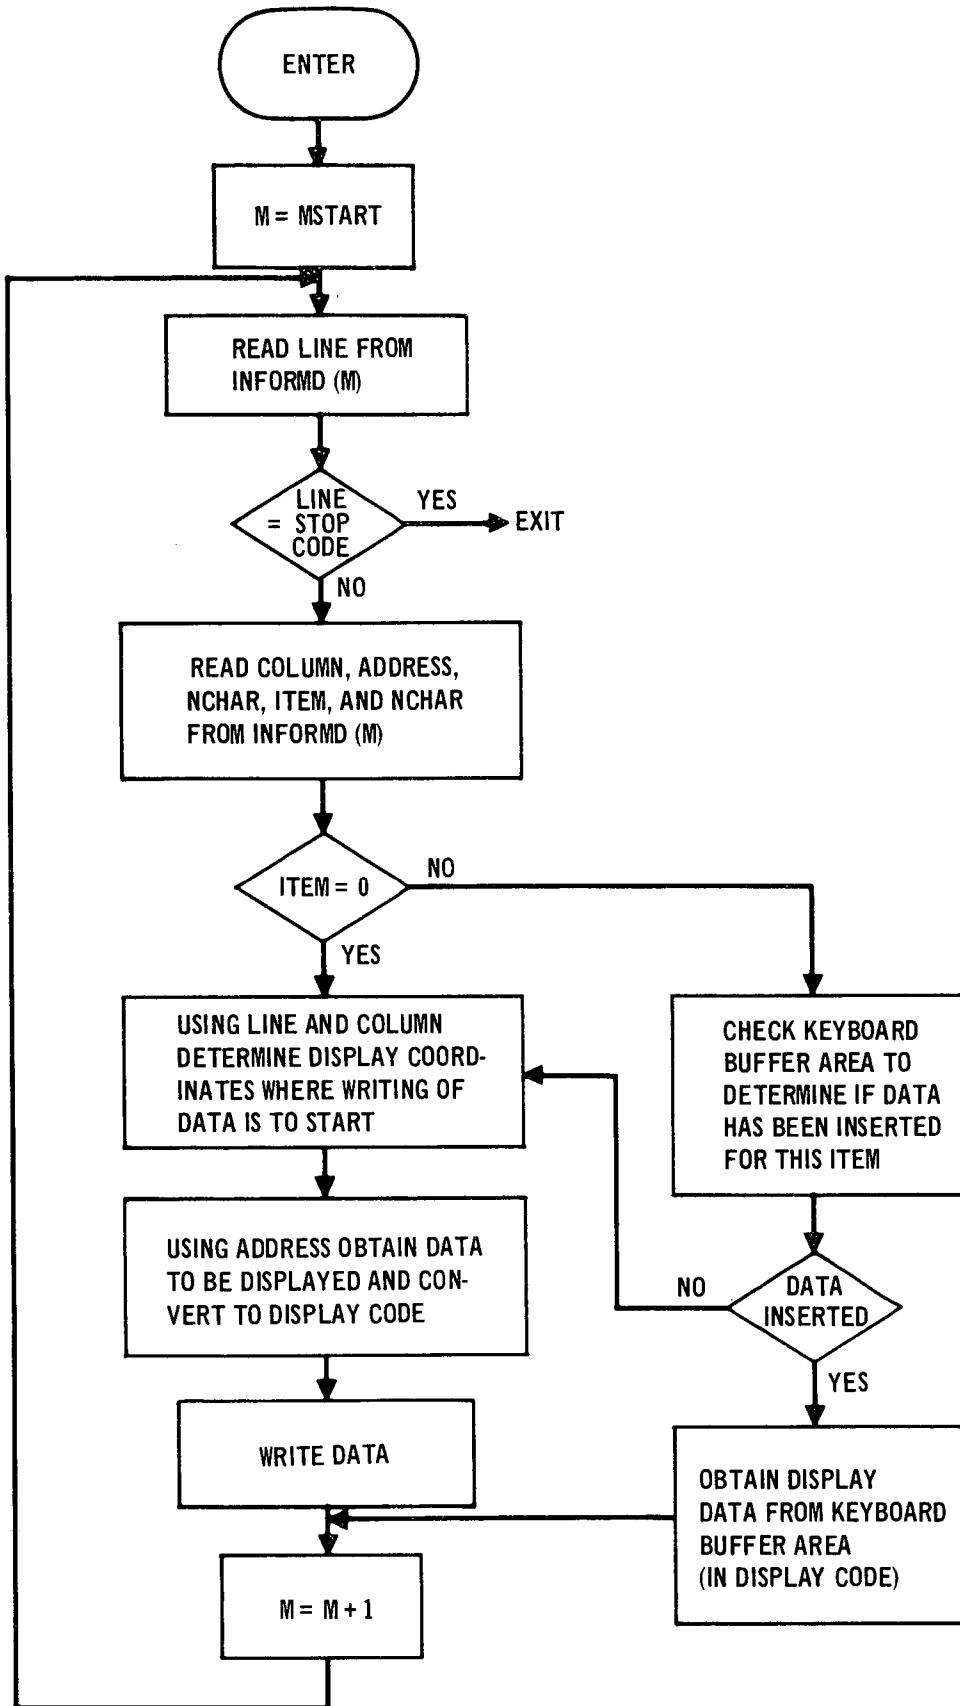 ENTER
M = MSTART
READ LINE FROM
INFORMD (M)
LINE
= STOP
CODE
YES
EXIT
NO
READ COLUMN, ADDRESS,
NCHAR, ITEM, AND NCHAR
FROM INFORMD (M)
ITEM = 0
NO
YES
USING LINE AND COLUMN
DETERMINE DISPLAY COORD-
INATES WHERE WRITING OF
DATA IS TO START
CHECK KEYBOARD
BUFFER AREA TO
DETERMINE IF DATA
HAS BEEN INSERTED
FOR THIS ITEM
USING ADDRESS OBTAIN DATA
TO BE DISPLAYED AND CON-
VERT TO DISPLAY CODE
NO
DATA
INSERTED
YES
WRITE DATA
OBTAIN DISPLAY
DATA FROM KEYBOARD
BUFFER AREA
(IN DISPLAY CODE)
M = M + 1